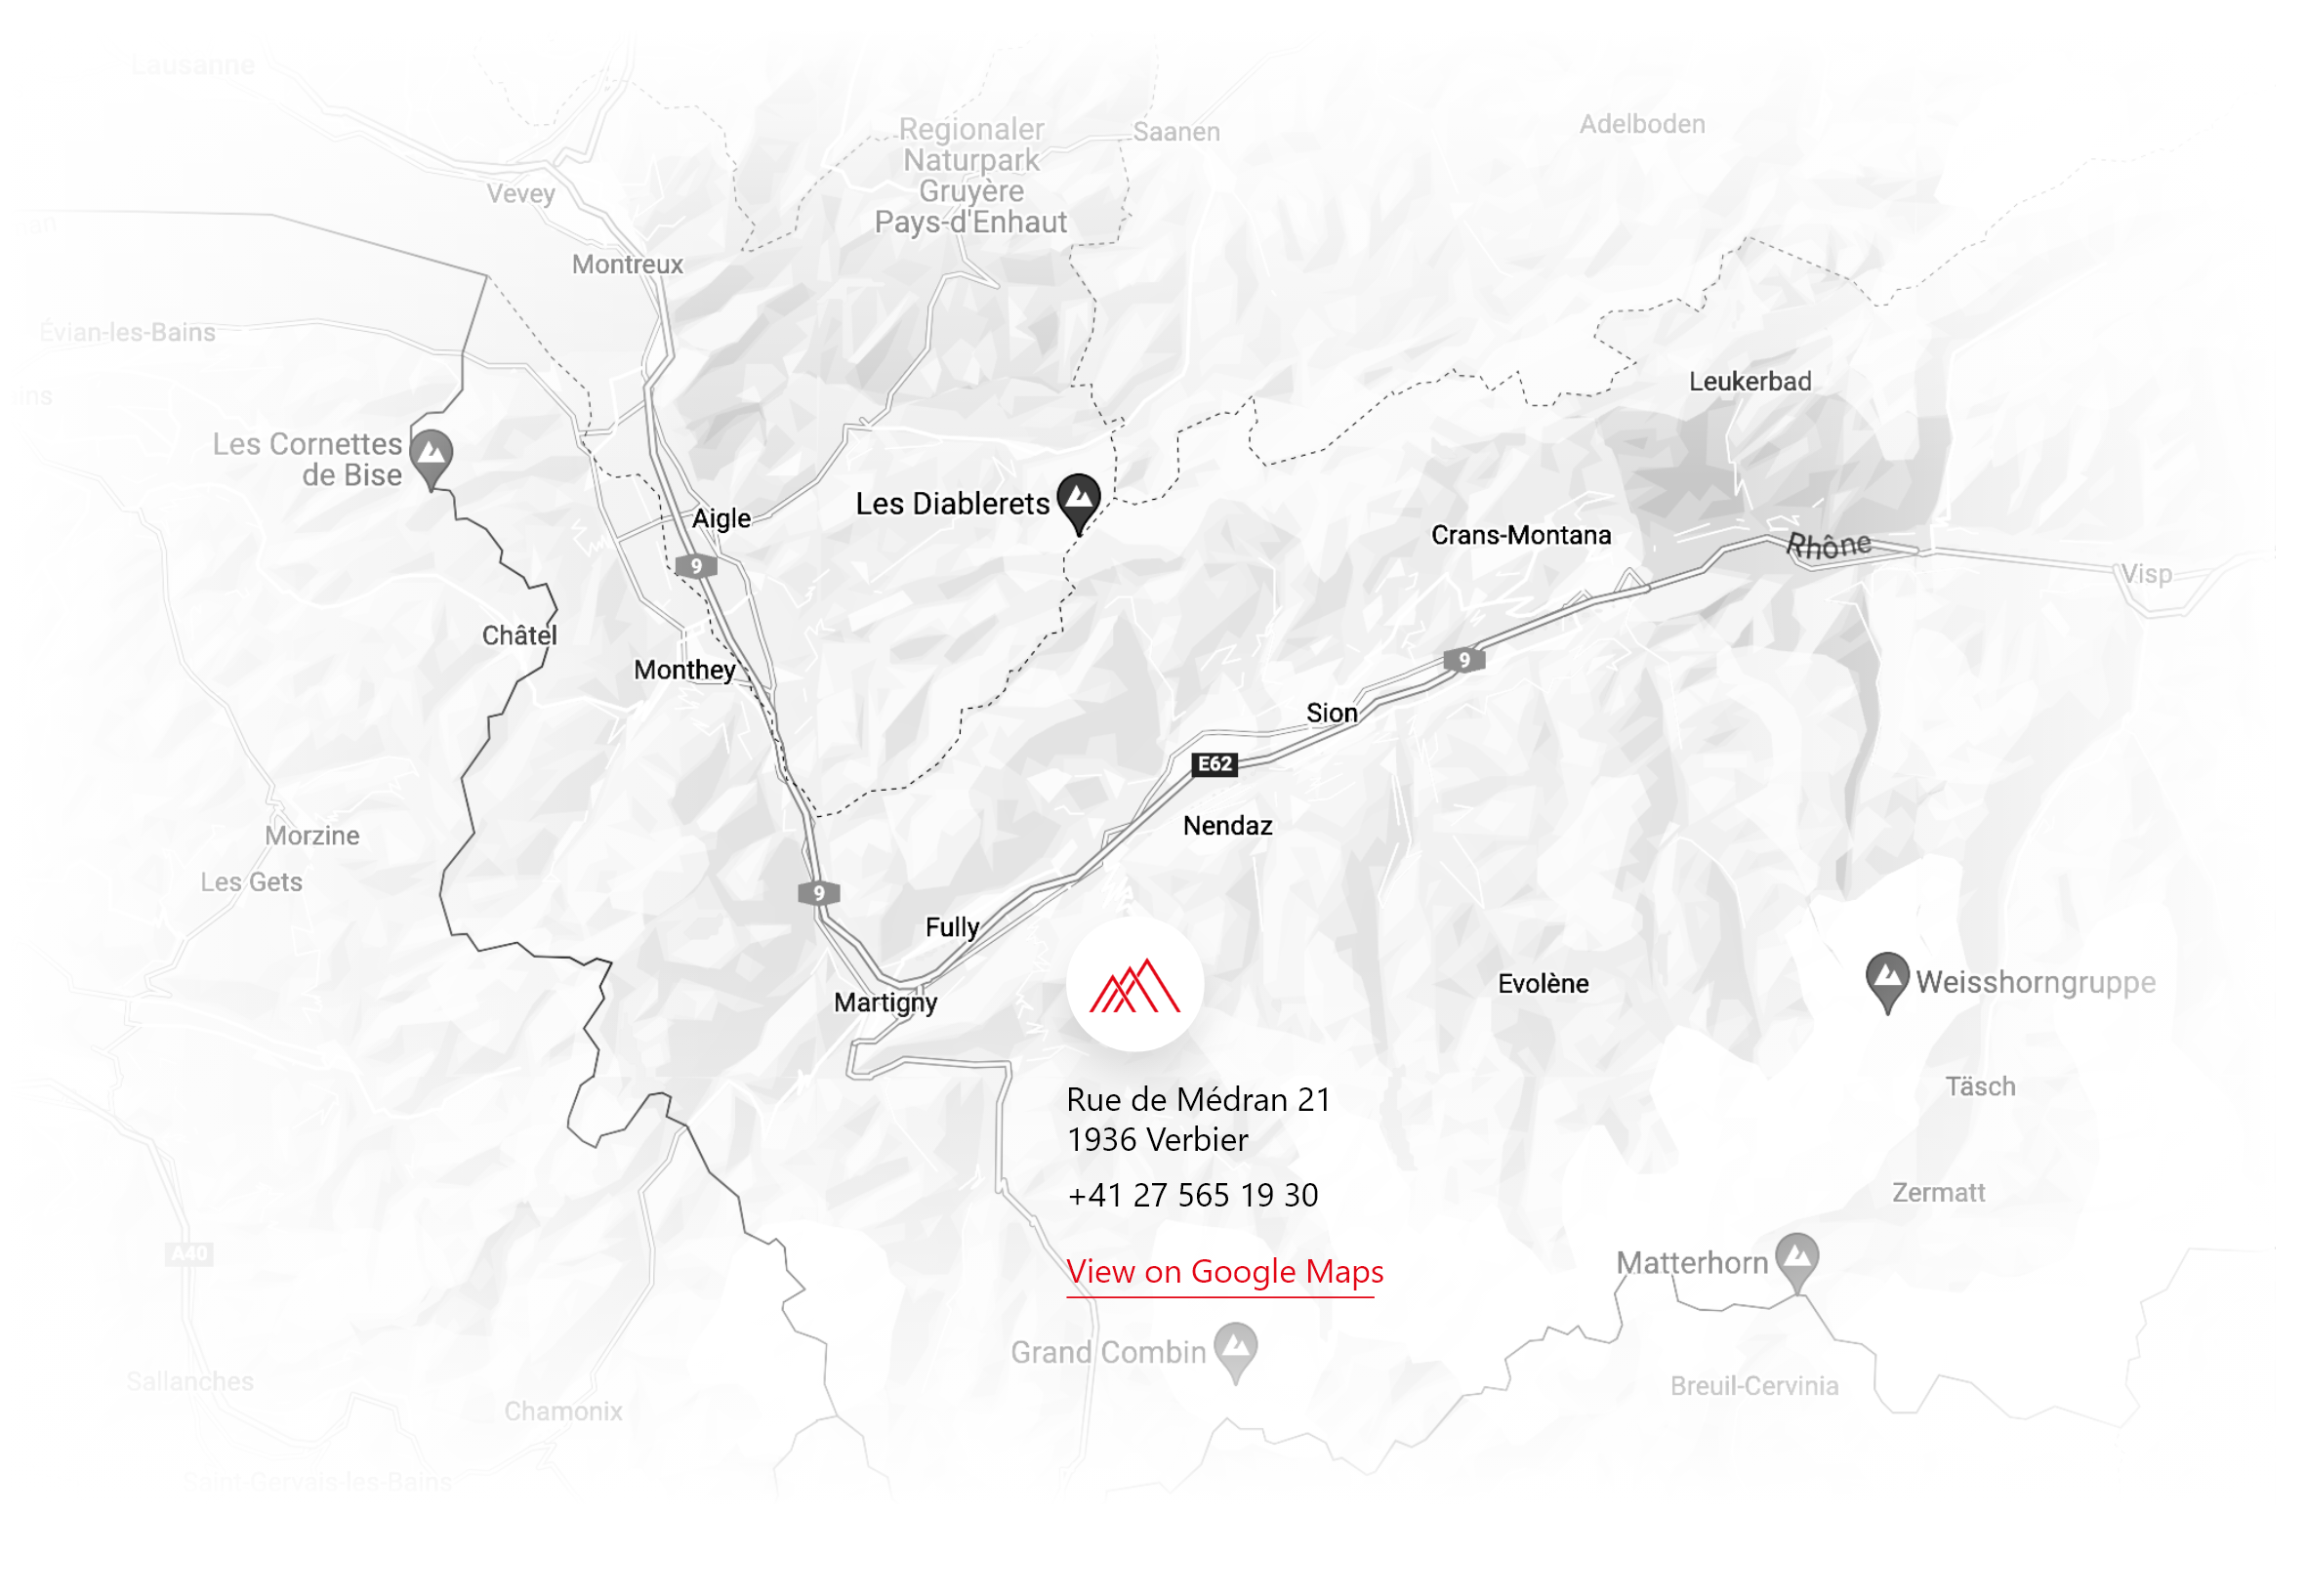 Lausanne
Adelboden
Regionaler
Naturpark
Gruyère
Pays-d'Enhaut
Saanen
Vevey
Montreux
Évian-les-Bains
Leukerbad
Les Cornettes
de Bise
Les Diablerets
Aigle
Crans-Montana
Rhône
9
Visp
Châtel
Monthey
9
Sion
E62
Nendaz
Morzine
Les Gets
9
Fully
Martigny
Evolène
Weisshorngruppe
Täsch
Rue de Médran 21
1936 Verbier
+41 27 565 19 30
Zermatt
A40
Matterhorn
View on Google Maps
Grand Combin
Sallanches
Breuil-Cervinia
Chamonix
Saint-Gervais-les-Bains